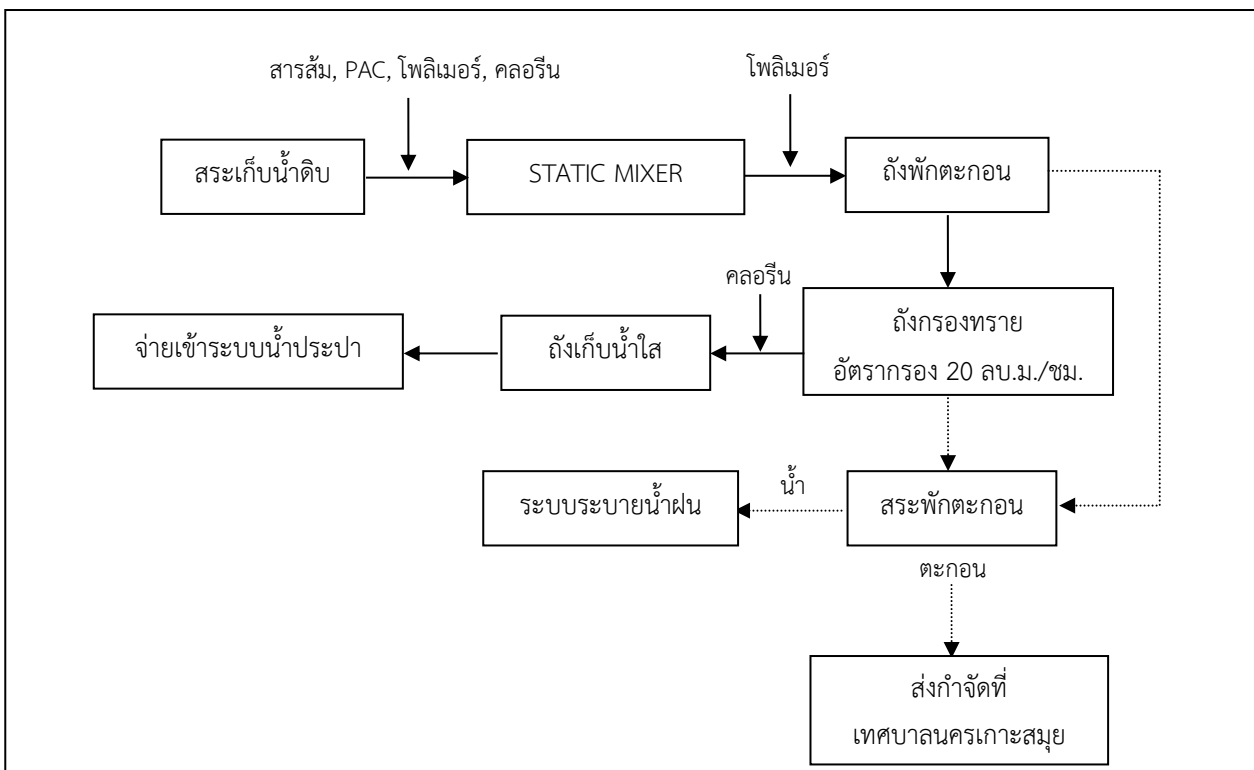 สารส้ม, PAC, โพลิเมอร์, คลอรีน
โพลิเมอร์
สระเก็บน้ำดิบ
STATIC MIXER
ถังพักตะกอน
คลอรีน
จ่ายเข้าระบบน้ำประปา
ถังเก็บน้ำใส
ถังกรองทราย
อัตรากรอง 20 ลบ.ม./ชม.
ระบบระบายน้ำฝน
น้ำ
สระพักตะกอน
ตะกอน
ส่งกำจัดที่
เทศบาลนครเกาะสมุย